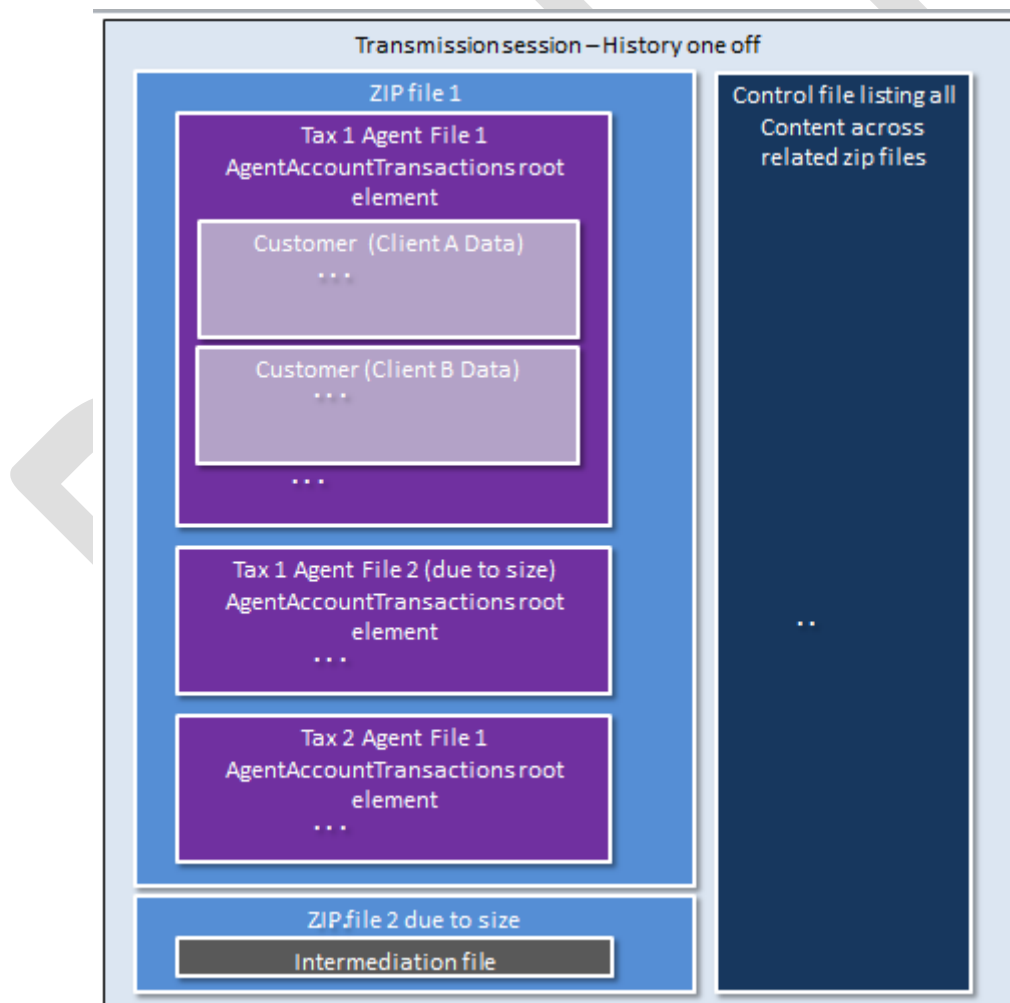 Transmission session – History one off
ZIP file 1
Tax 1 Agent File 1
AgentAccountTransactions root
element
Customer (Client A Data)
...
Customer (Client B Data)
...
...
Tax 1 Agent File 2 (due to size)
AgentAccountTransactions root
element
...
Tax 2 Agent File 1
AgentAccountTransactions root
element
...
ZIP.file 2 due to size
Intermediation file
Control file listing all
Content across
related zip files
..